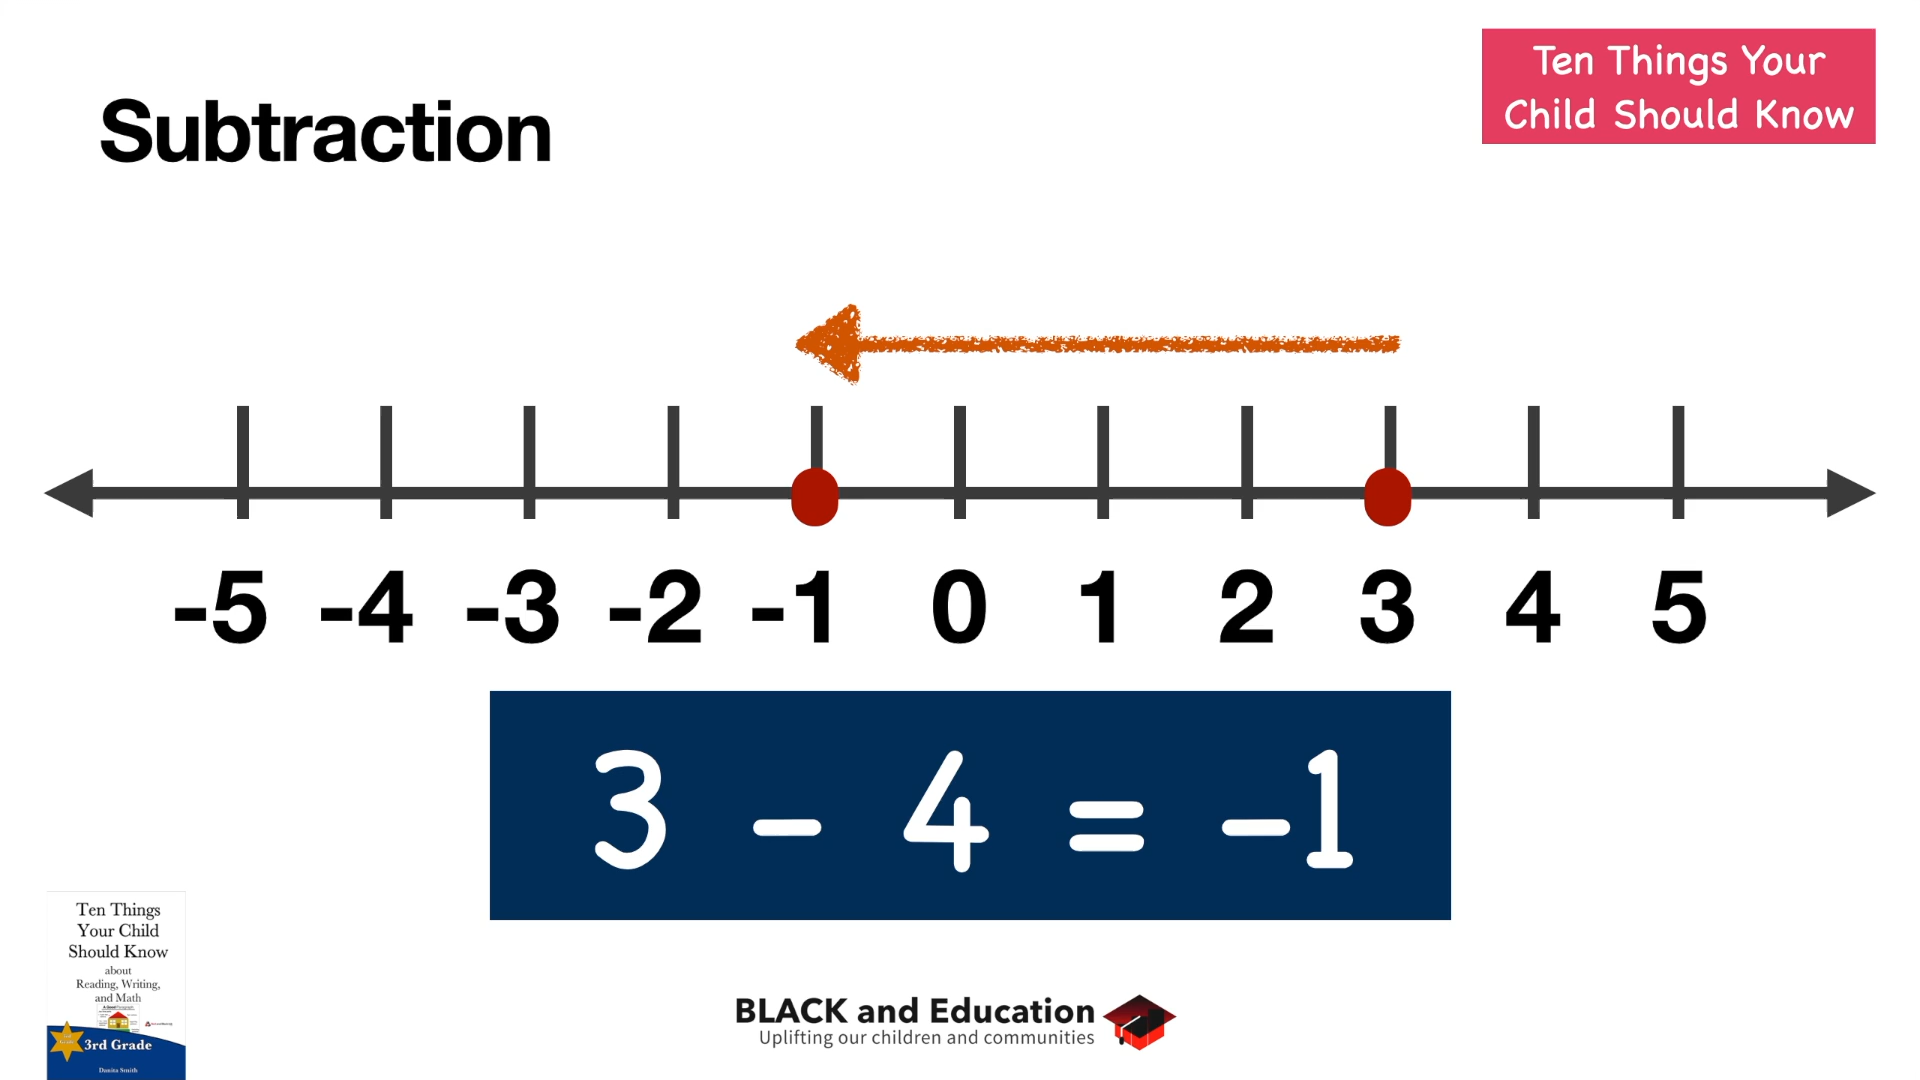 Subtraction
Ten Things Your
Child Should Know
-5 -4 -3 -2 -1 0 1 2 3 4 5
3 - 4 = -1
Ten Things
Your Child
Should Know
about
Reading, Writing,
and Math
3rd Grade
Danita Smith
BLACK and Education
Uplifting our children and communities